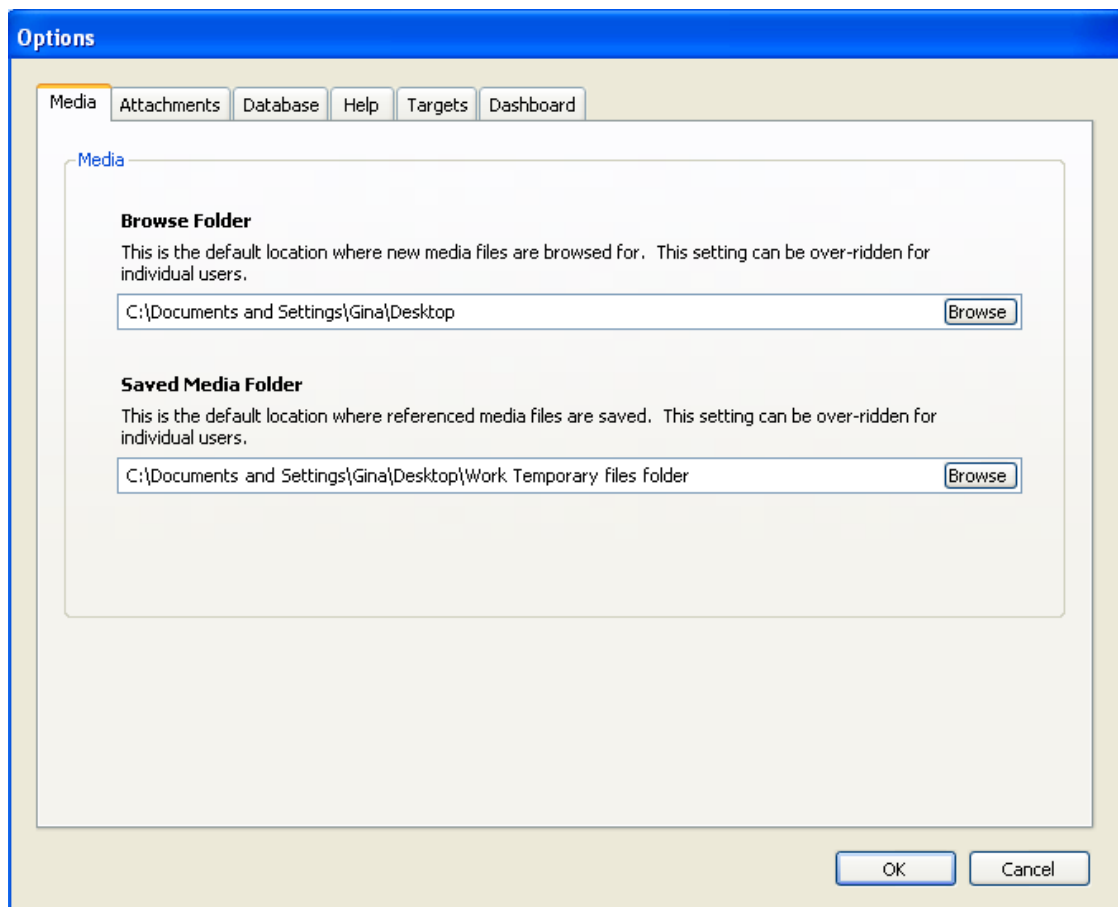 Options
Media Attachments Database Help Targets Dashboard
Media
Browse Folder
This is the default location where new media files are browsed for.  This setting can be over-ridden for
individual users.
C:\Documents and Settings\Gina\Desktop Browse
Saved Media Folder
This is the default location where referenced media files are saved.  This setting can be over-ridden for
individual users.
C:\Documents and Settings\Gina\Desktop\Work Temporary files folder Browse
OK Cancel